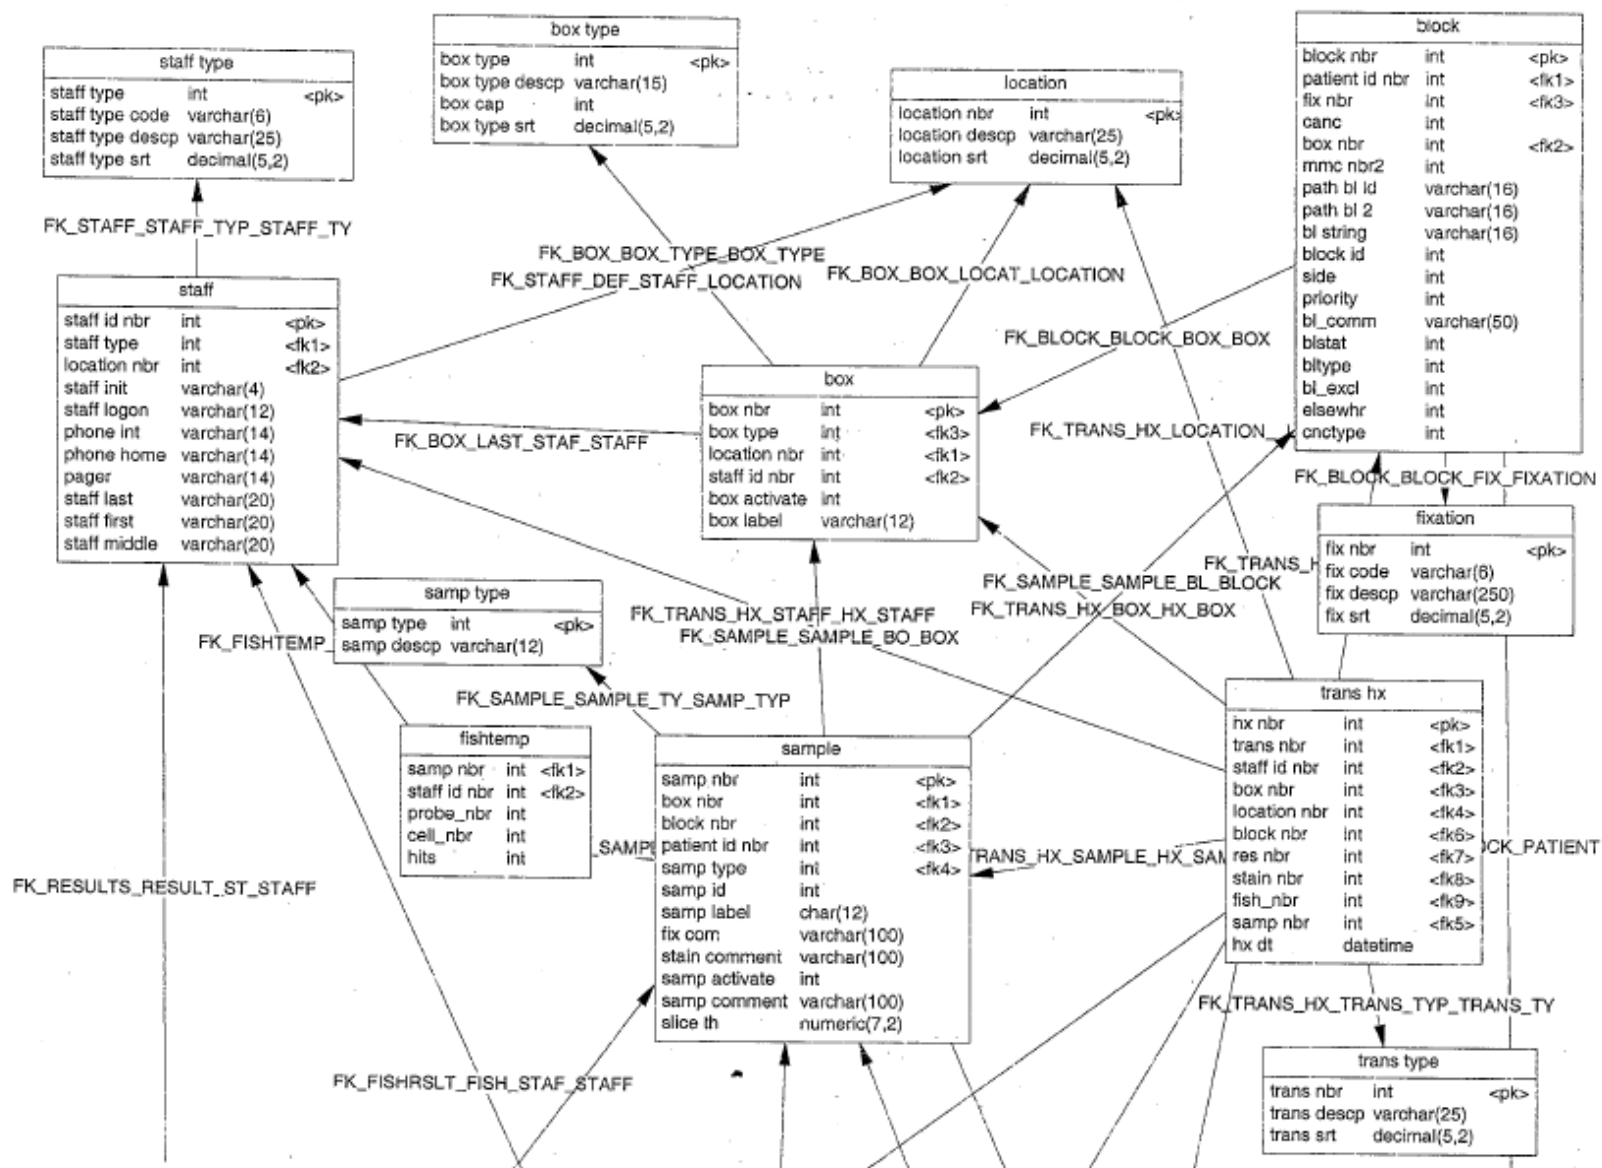 staff type
staff type int <pk>
staff type code varchar(6)
staff type descp varchar(25)
staff type srt decimal(5,2)
box type
box type int <pk>
box type descp varchar(15)
box cap int
box type srt decimal(5,2)
location
location nbr int <pk>
location descp varchar(25)
location srt decimal(5,2)
block
block nbr int <pk>
patient id nbr int <fk1>
fix nbr int <fk3>
canc int
box nbr int <fk2>
mmc nbr2 int
path bl id varchar(16)
path bl 2 varchar(16)
bl string varchar(16)
block id int
side int
priority int
bl_comm varchar(50)
blstat int
bltype int
bl_excl int
elsewhr int
cnctype int
FK_STAFF_STAFF_TYP_STAFF_TY
FK_BOX_BOX_TYPE_BOX_TYPE
FK_STAFF_DEF_STAFF_LOCATION
FK_BOX_BOX_LOCAT_LOCATION
FK_BLOCK_BLOCK_BOX_BOX
staff
staff id nbr int <pk>
staff type int <fk1>
location nbr int <fk2>
staff init varchar(4)
staff logon varchar(12)
phone int varchar(14)
phone home varchar(14)
pager varchar(14)
staff last varchar(20)
staff first varchar(20)
staff middle varchar(20)
box
box nbr int <pk>
box type int <fk3>
location nbr int <fk1>
staff id nbr int <fk2>
box activate int
box label varchar(12)
FK_BOX_LAST_STAF_STAFF
FK_TRANS_HX_LOCATION_
FK_BLOCK_BLOCK_FIX_FIXATION
fixation
fix nbr int <pk>
fix code varchar(6)
fix descp varchar(250)
fix srt decimal(5,2)
FK_TRANS_H
FK_SAMPLE_SAMPLE_BL_BLOCK
FK_TRANS_HX_BOX_HX_BOX
FK_TRANS_HX_STAFF_HX_STAFF
FK_SAMPLE_SAMPLE_BO_BOX
samp type
samp type int <pk>
samp descp varchar(12)
FK_FISHTEMP_
FK_SAMPLE_SAMPLE_TY_SAMP_TYP
fishtemp
samp nbr int <fk1>
staff id nbr int <fk2>
probe_nbr int
cell_nbr int
hits int
_SAMPL
sample
samp nbr int <pk>
box nbr int <fk1>
block nbr int <fk2>
patient id nbr int <fk3>
samp type int <fk4>
samp id int
samp label char(12)
fix com varchar(100)
stain comment varchar(100)
samp activate int
samp comment varchar(100)
slice th numeric(7,2)
TRANS_HX_SAMPLE_HX_SAM
trans hx
hx nbr int <pk>
trans nbr int <fk1>
staff id nbr int <fk2>
box nbr int <fk3>
location nbr int <fk4>
block nbr int <fk6>
res nbr int <fk7>
stain nbr int <fk8>
fish_nbr int <fk9>
samp nbr int <fk5>
hx dt datetime
OCK_PATIENT
FK_RESULTS_RESULT_ST_STAFF
FK_TRANS_HX_TRANS_TYP_TRANS_TY
FK_FISHRSLT_FISH_STAF_STAFF
trans type
trans nbr int <pk>
trans descp varchar(25)
trans srt decimal(5,2)